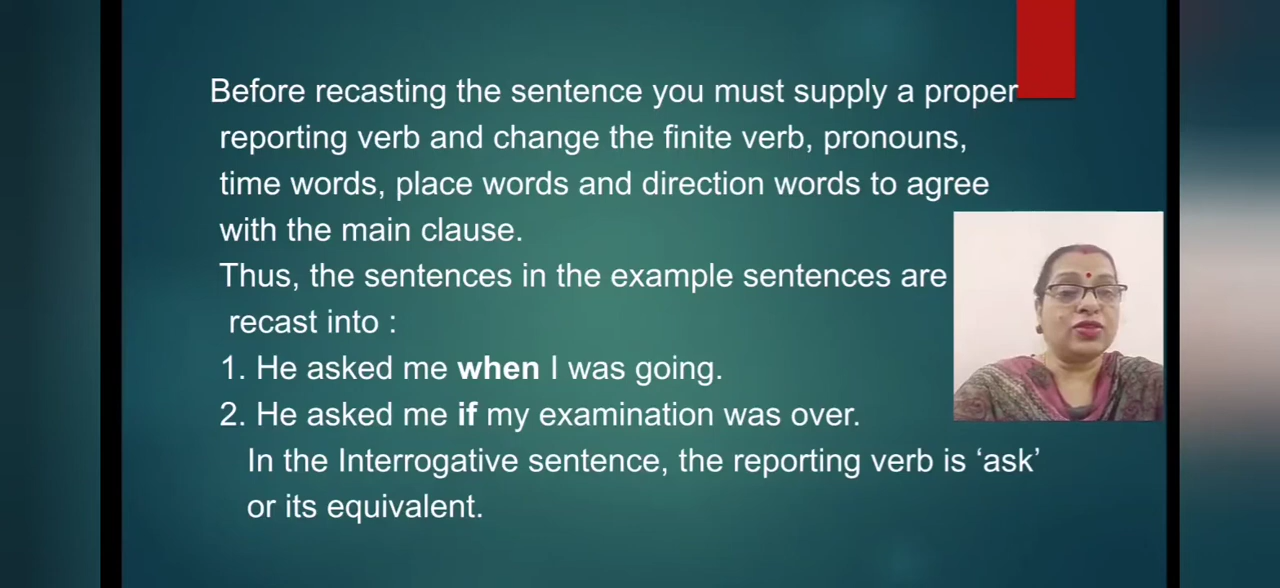 Before recasting the sentence you must supply a proper
reporting verb and change the finite verb, pronouns,
time words, place words and direction words to agree
with the main clause.
Thus, the sentences in the example sentences are
recast into :
1. He asked me when I was going.
2. He asked me if my examination was over.
In the Interrogative sentence, the reporting verb is ‘ask’
or its equivalent.